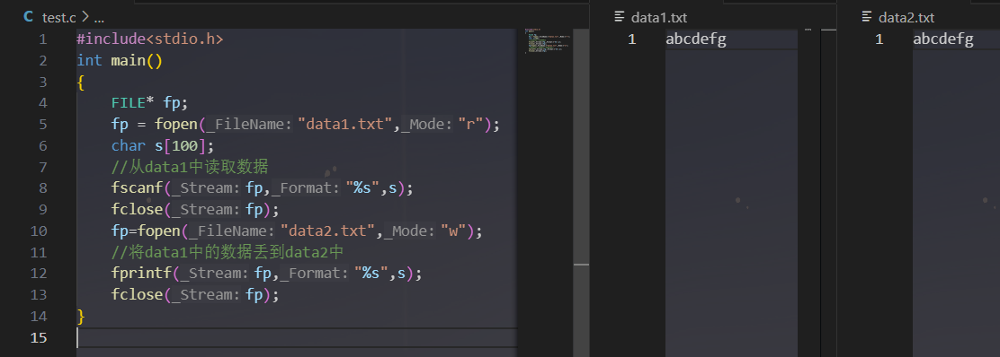 test.c > ...
1 #include<stdio.h>
2 int main()
3 {
4 FILE* fp;
5 fp = fopen(_FileName:"data1.txt",_Mode:"r");
6 char s[100];
7 //从data1中读取数据
8 fscanf(_Stream:fp,_Format:"%s",s);
9 fclose(_Stream:fp);
10 fp=fopen(_FileName:"data2.txt",_Mode:"w");
11 //将data1中的数据丢到data2中
12 fprintf(_Stream:fp,_Format:"%s",s);
13 fclose(_Stream:fp);
14 }
15
data1.txt
1 abcdefg
data2.txt
1 abcdefg